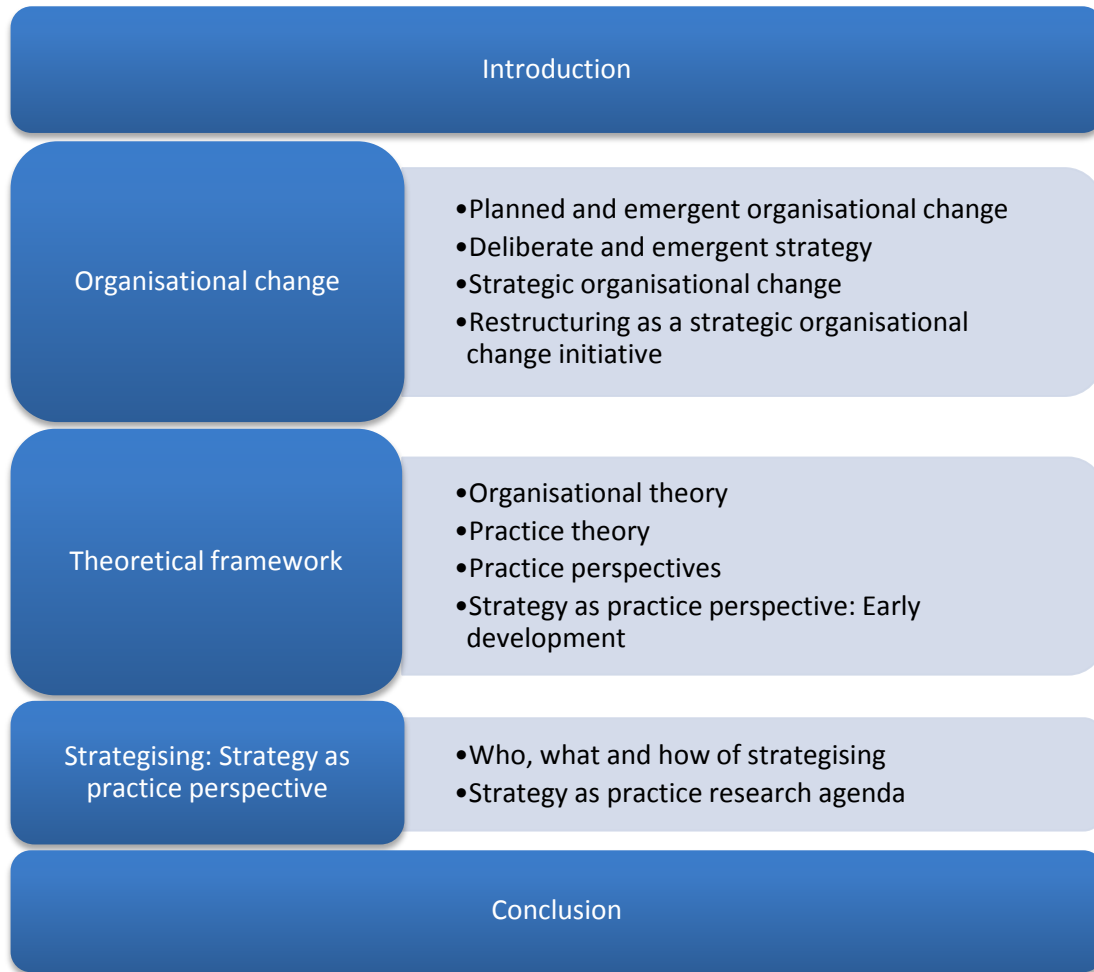 Introduction
Organisational change
•Planned and emergent organisational change
•Deliberate and emergent strategy
•Strategic organisational change
•Restructuring as a strategic organisational
change initiative
Theoretical framework
•Organisational theory
•Practice theory
•Practice perspectives
•Strategy as practice perspective: Early
development
Strategising: Strategy as
practice perspective
•Who, what and how of strategising
•Strategy as practice research agenda
Conclusion